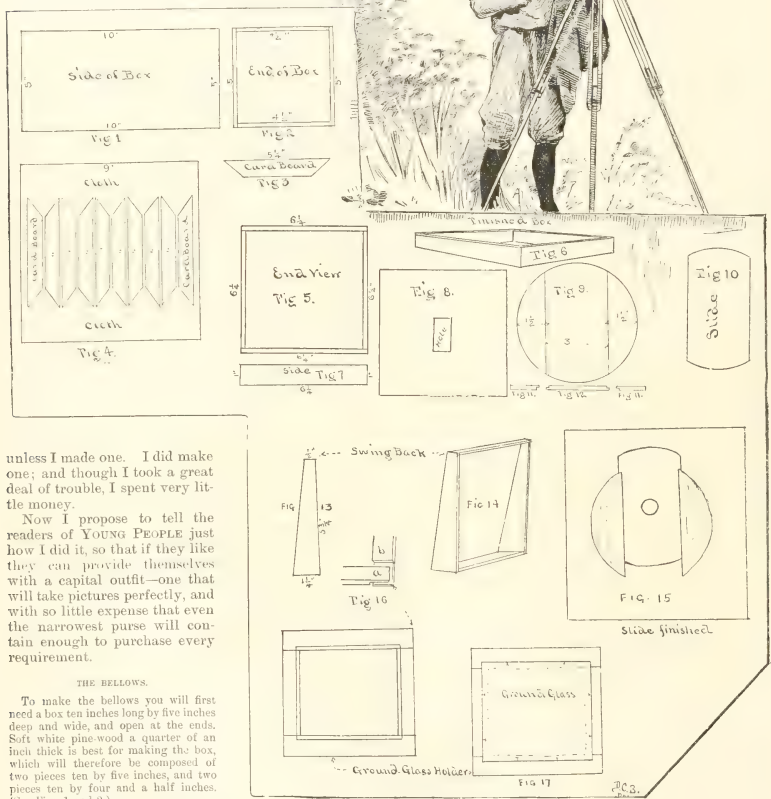 10"
Side of Box
5"
5"
10"
Fig 1
End of Box
5
5"
4½"
Fig 2
5½"
Card Board
Fig 3
9"
Cloth
Card Board
Card Board
Cloth
Fig 4.
Finished Box
Fig 6
6¼
End View
Fig 5.
6¼
6¼"
Side Fig 7
6¼
Fig 8.
HOLE
Fig 9.
3
Fig 11.
Fig 12.
Fig 11.
Fig 10
Slide
unless I made one. I did make
one; and though I took a great
deal of trouble, I spent very lit-
tle money.
Now I propose to tell the
readers of YOUNG PEOPLE just
how I did it, so that if they like
they can provide themselves
with a capital outfit—one that
will take pictures perfectly, and
with so little expense that even
the narrowest purse will con-
tain enough to purchase every
requirement.
THE BELLOWS.
To make the bellows you will first
need a box ten inches long by five inches
deep and wide, and open at the ends.
Soft white pine-wood a quarter of an
inch thick is best for making the box,
which will therefore be composed of
two pieces ten by five inches, and two
pieces ten by four and a half inches.
Swing Back
FIG 13
1½"
Fig 14
b
a
Fig 16
FIG. 15
Slide finished
Ground Glass Holder
Ground Glass
FIG 17